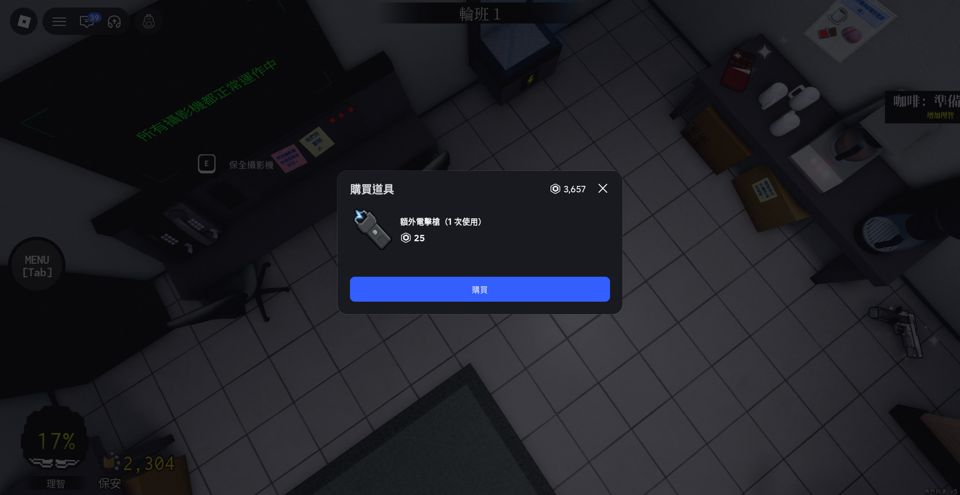 39
輪班 1
所有攝影機都正常運作中
咖啡: 準備
增加理智
E
保全攝影機
購買道具
3,657
額外電擊槍（1 次使用）
25
MENU
[Tab]
購買
17%
理智
2,304
保安